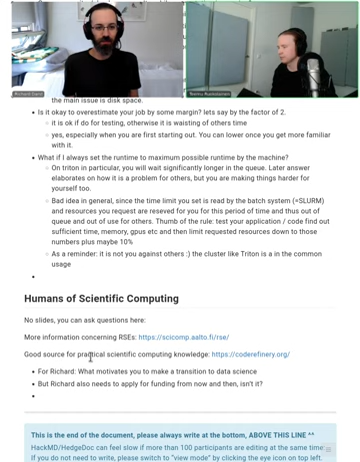 the main issue is disk space.
• Is it okay to overestimate your job by some margin? lets say by the factor of 2.
○ it is ok if do for testing, otherwise it is waisting of others time
○ yes, especially when you are first starting out. You can lower once you get more familiar
with it.
• What if I always set the runtime to maximum possible runtime by the machine?
○ On triton in particular, you will wait significantly longer in the queue. Later answer
elaborates on how it is a problem for others, but you are making things harder for
yourself too.
○ Bad idea in general, since the time limit you set is read by the batch system (=SLURM)
and resources you request are reseved for you for this period of time and thus out of
queue and out of use for others. Thumb of the rule: test your application / code find out
sufficient time, memory, gpus etc and then limit requested resources down to those
numbers plus maybe 10%
○ As a reminder: it is not you against others :) the cluster like Triton is a in the common
usage
Humans of Scientific Computing
No slides, you can ask questions here:
More information concerning RSEs: https://scicomp.aalto.fi/rse/
Good source for practical scientific computing knowledge: https://coderefinery.org/
• For Richard: What motivates you to make a transition to data science
• But Richard also needs to apply for funding from now and then, isn't it?
This is the end of the document, please always write at the bottom, ABOVE THIS LINE ^^
HackMD/HedgeDoc can feel slow if more than 100 participants are editing at the same time:
If you do not need to write, please switch to "view mode" by clicking the eye icon on top left.